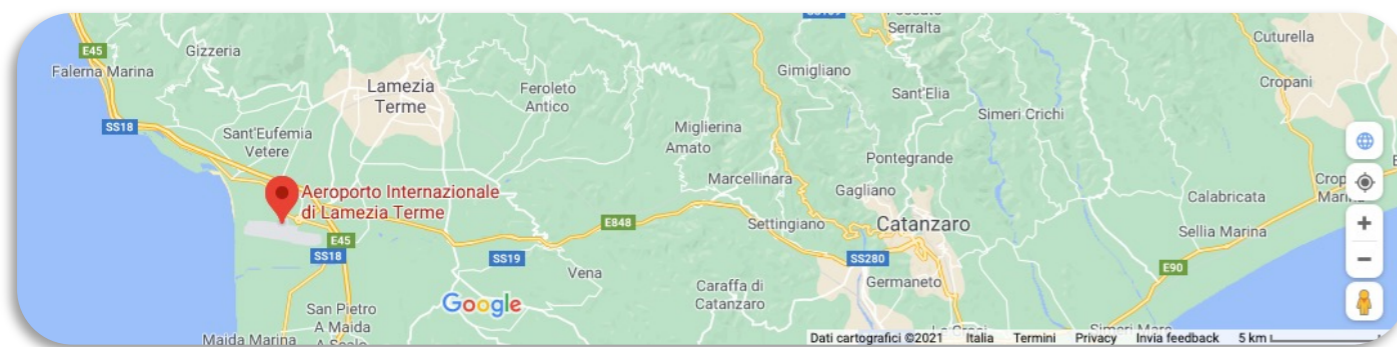 E45
Gizzeria
Falerna Marina
Lamezia
Terme
Feroleto
Antico
Serralta
Gimigliano
Sant'Elia
Cuturella
Cropani
SS18
Sant'Eufemia
Vetere
Miglierina
Amato
Simeri Crichi
Pontegrande
Marcellinara
Gagliano
Aeroporto Internazionale
di Lamezia Terme
E848
Settingiano
Catanzaro
Calabricata
Marina
Sellia Marina
E45
SS18
SS19
Vena
SS280
Germaneto
E90
Caraffa di
Catanzaro
Google
San Pietro
A Maida
Maida Marina
Dati cartografici ©2021 Italia Termini Privacy Invia feedback 5 km